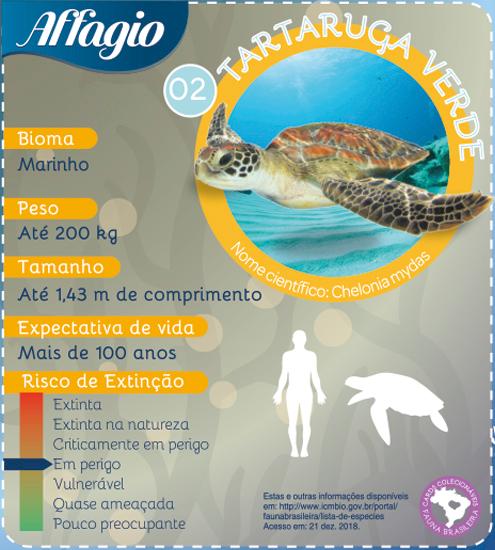 Affagio
02
TARTARUGA VERDE
Nome científico: Chelonia mydas
Bioma
Marinho
Peso
Até 200 kg
Tamanho
Até 1,43 m de comprimento
Expectativa de vida
Mais de 100 anos
Risco de Extinção
Extinta
Extinta na natureza
Criticamente em perigo
Em perigo
Vulnerável
Quase ameaçada
Pouco preocupante
Estas e outras informações disponíveis
em: http://www.icmbio.gov.br/portal/
faunabrasileira/lista-de-especies
Acesso em: 21 dez. 2018.
CARDS COLECIONÁVEIS
FAUNA BRASILEIRA